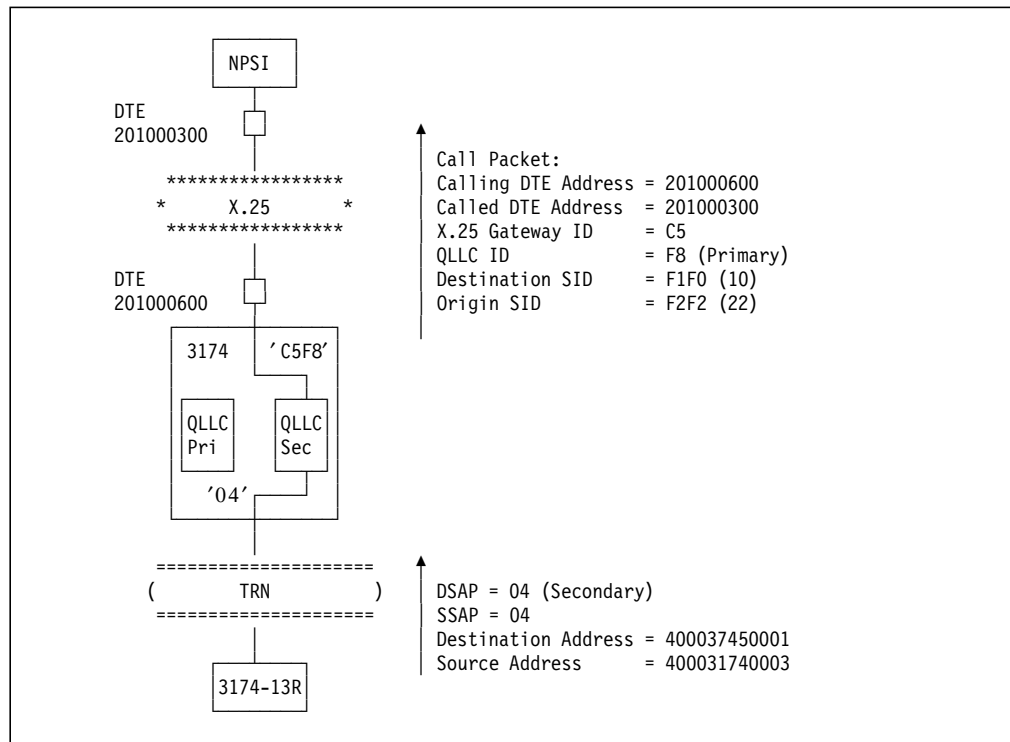 NPSI
DTE
201000300
Call Packet:
Calling DTE Address = 201000600
Called DTE Address = 201000300
X.25 Gateway ID = C5
QLLC ID = F8 (Primary)
Destination SID = F1F0 (10)
Origin SID = F2F2 (22)
*****************
* X.25 *
*****************
DTE
201000600
3174 ′C5F8′
QLLC
Pri
QLLC
Sec
′04′
=====================
( TRN )
=====================
DSAP = 04 (Secondary)
SSAP = 04
Destination Address = 400037450001
Source Address = 400031740003
3174-13R